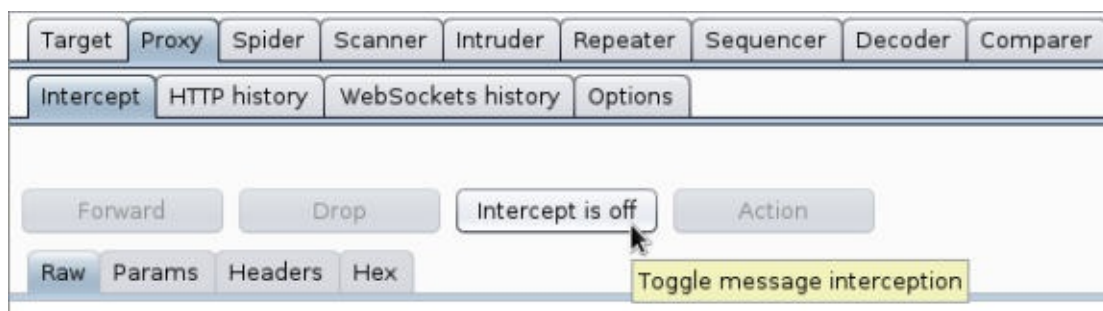 Target Proxy Spider Scanner Intruder Repeater Sequencer Decoder Comparer
Intercept HTTP history WebSockets history Options
Forward Drop Intercept is off Action
Raw Params Headers Hex
Toggle message interception